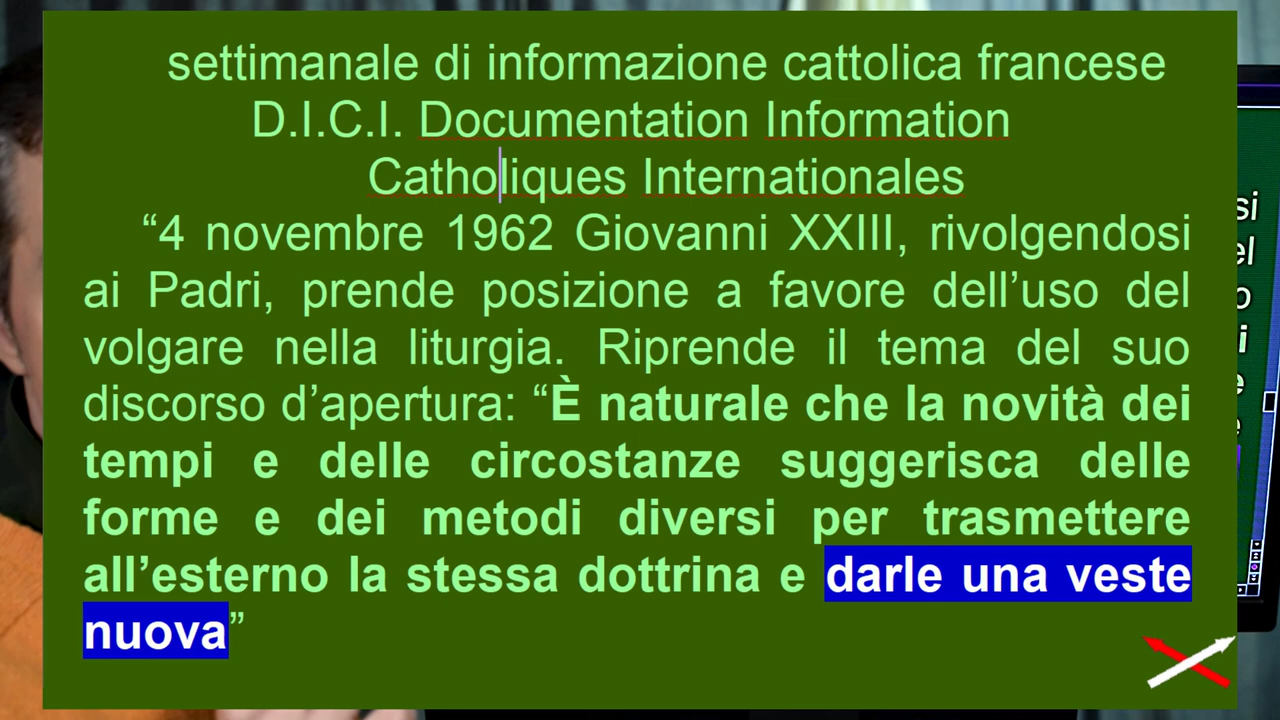 settimanale di informazione cattolica francese
D.I.C.I. Documentation Information
Catholiques Internationales
“4 novembre 1962 Giovanni XXIII, rivolgendosi
ai Padri, prende posizione a favore dell’uso del
volgare nella liturgia. Riprende il tema del suo
discorso d’apertura: “È naturale che la novità dei
tempi e delle circostanze suggerisca delle
forme e dei metodi diversi per trasmettere
all’esterno la stessa dottrina e darle una veste
nuova”
si
el
o
i
e